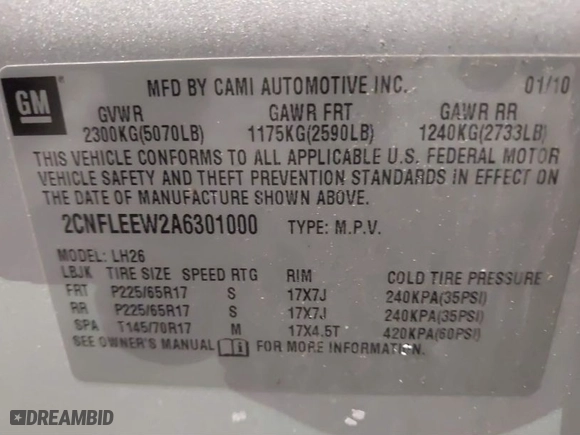 GM ® MFD BY CAMI AUTOMOTIVE INC. 01/10
GVWR GAWR FRT GAWR RR
2300KG(5070LB) 1175KG(2590LB) 1240KG(2733LB)
THIS VEHICLE CONFORMS TO ALL APPLICABLE U.S. FEDERAL MOTOR
VEHICLE SAFETY AND THEFT PREVENTION STANDARDS IN EFFECT ON
THE DATE OF MANUFACTURE SHOWN ABOVE.
2CNFLEEW2A6301000 TYPE: M.P.V.
MODEL: LH26
LBJK TIRE SIZE SPEED RTG RIM COLD TIRE PRESSURE
FRT P225/65R17 S 17X7J 240KPA(35PSI)
RR P225/65R17 S 17X7J 240KPA(35PSI)
SPA T145/70R17 M 17X4.5T 420KPA(60PSI)
SEE OWNER'S MANUAL FOR MORE INFORMATION.
DREAMBID